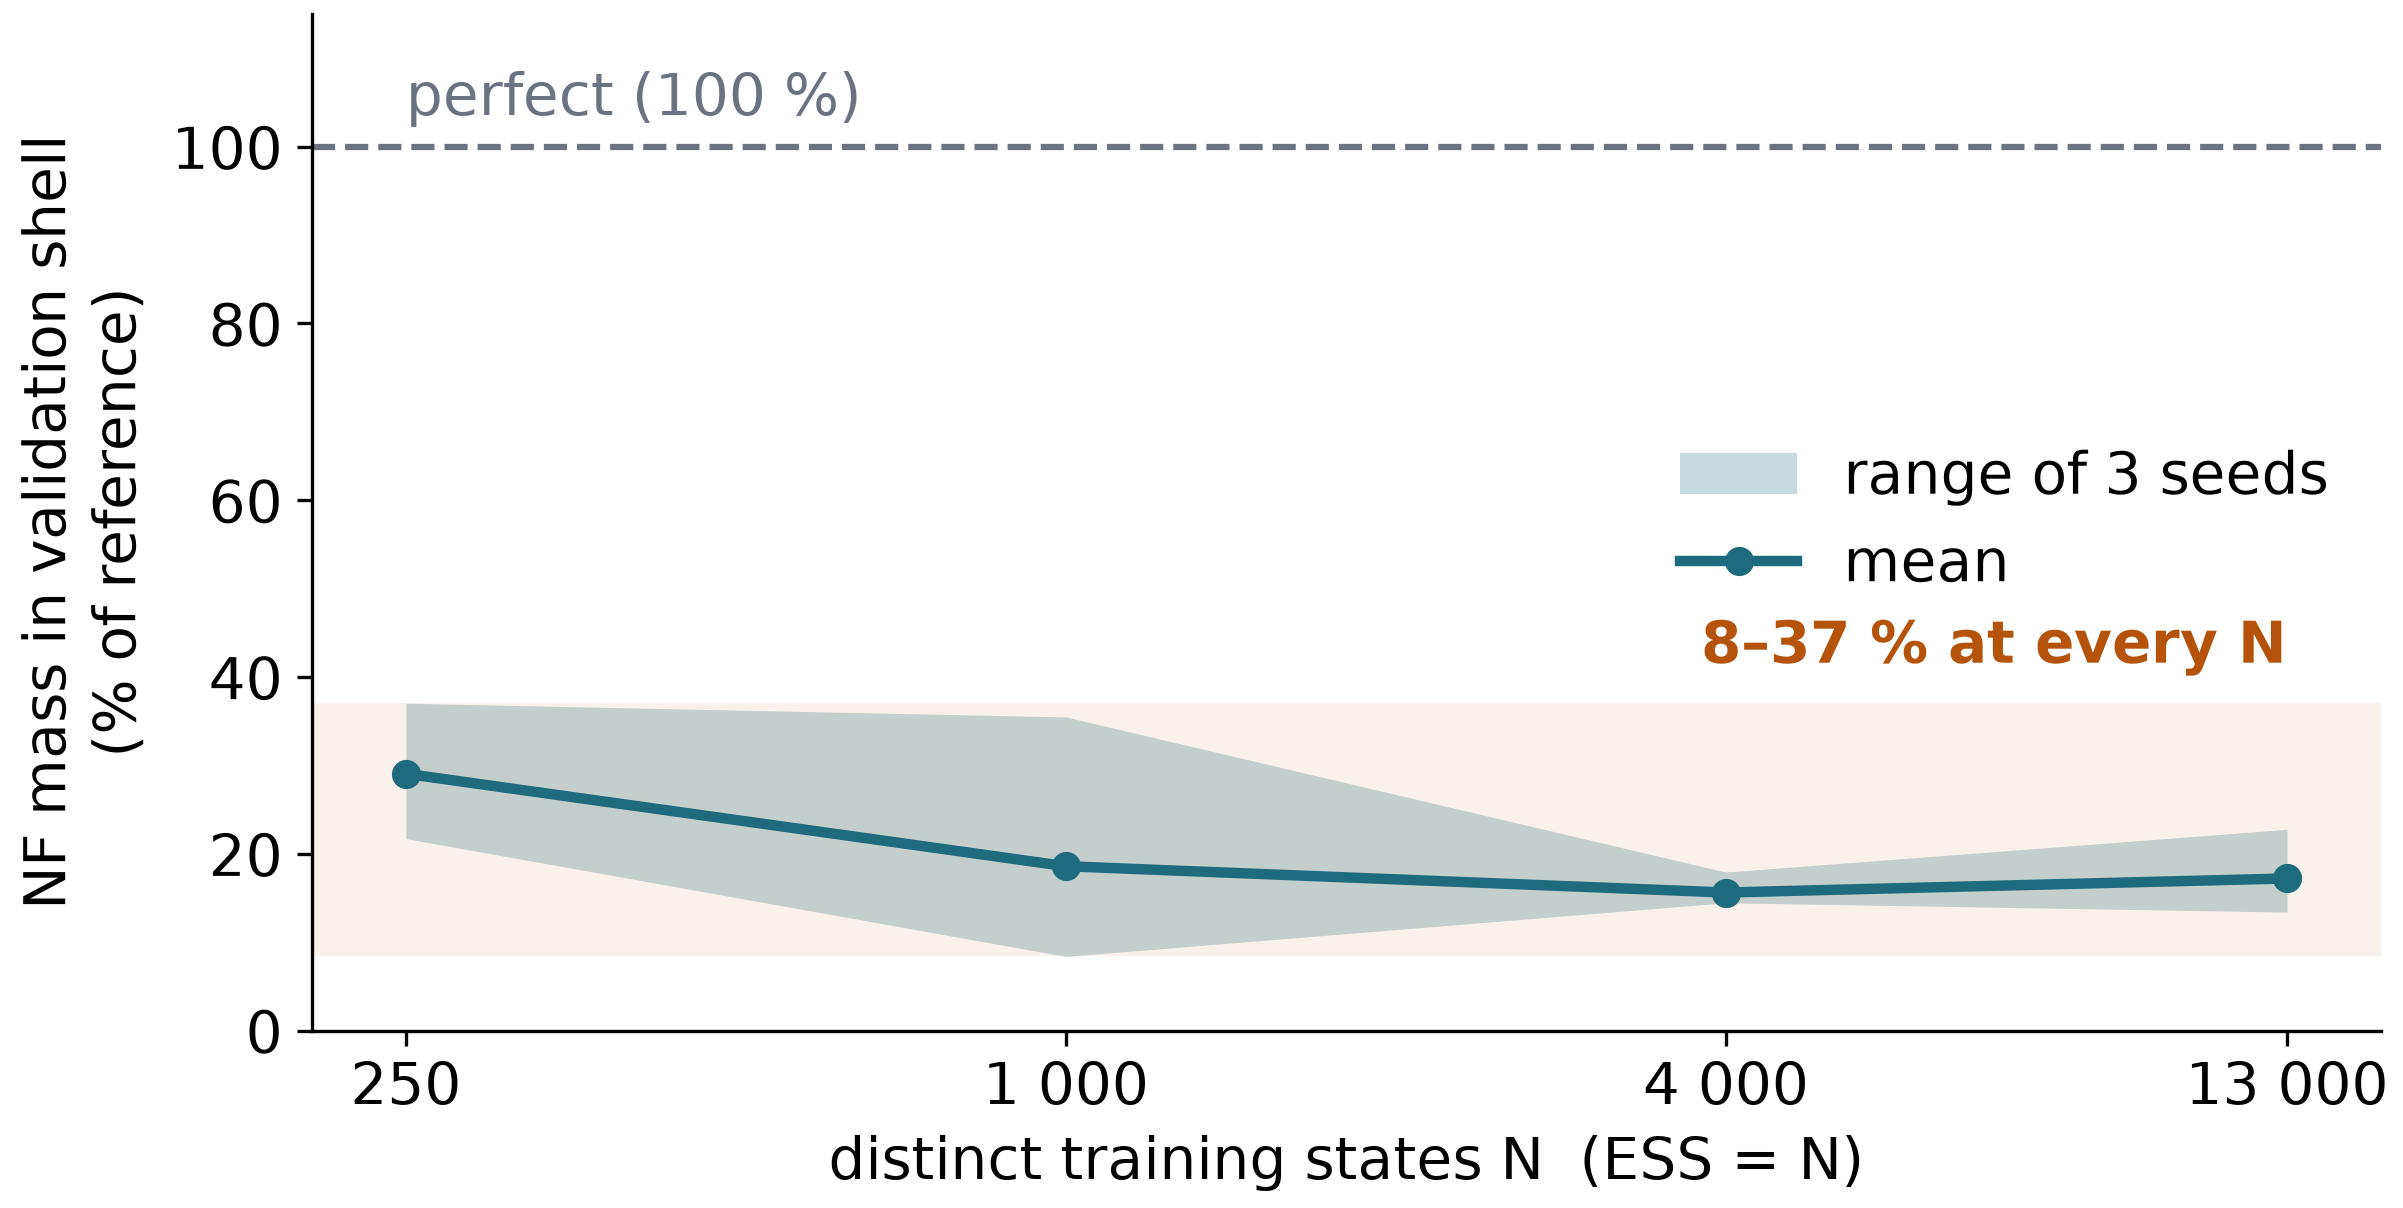 perfect (100 %)
100
80
60
40
20
0
NF mass in validation shell
(% of reference)
range of 3 seeds
mean
8–37 % at every N
250
1 000
4 000
13 000
distinct training states N  (ESS = N)